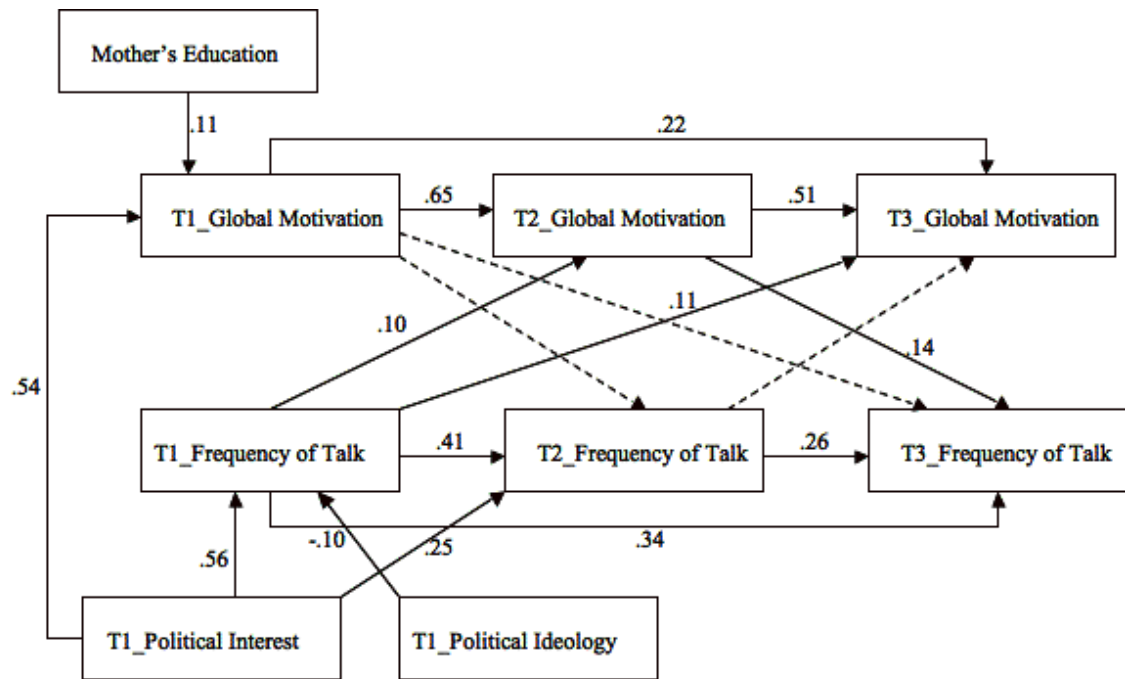 Mother's Education
.11
.22
T1_Global Motivation
.65
T2_Global Motivation
.51
T3_Global Motivation
.10
.11
.14
.54
T1_Frequency of Talk
.41
T2_Frequency of Talk
.26
T3_Frequency of Talk
.56
-.10
.25
.34
T1_Political Interest
T1_Political Ideology